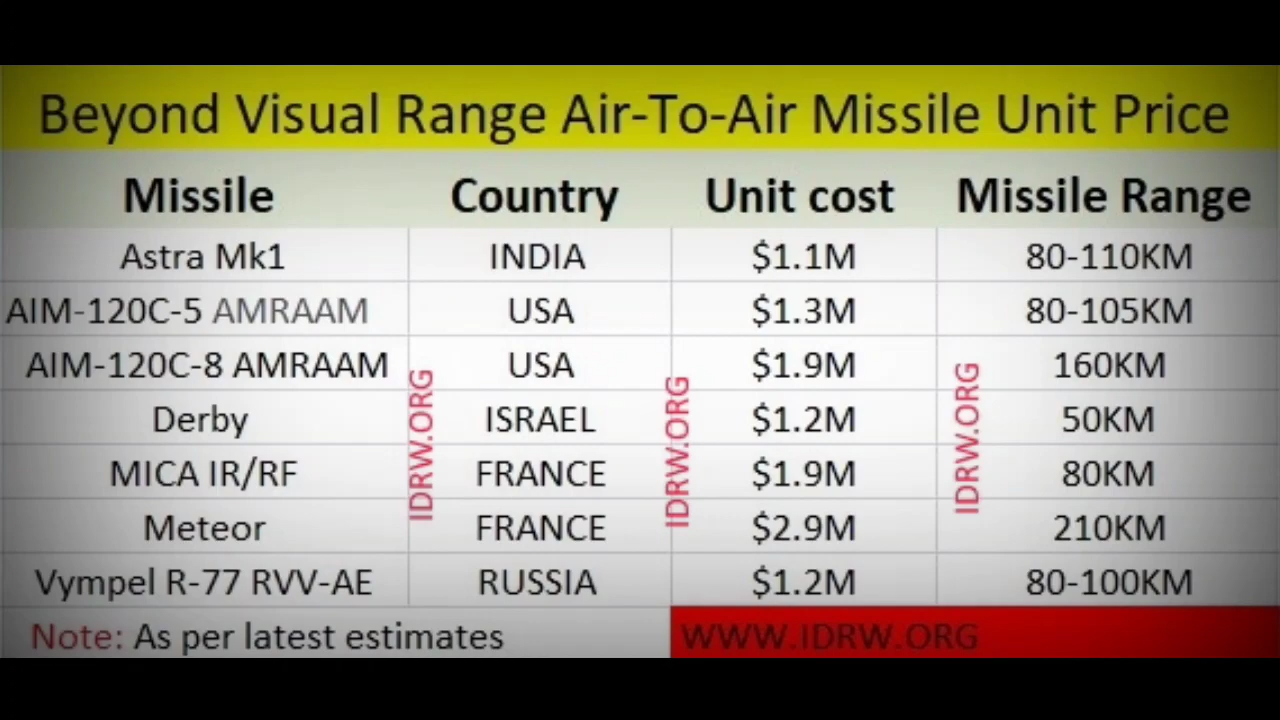 Beyond Visual Range Air-To-Air Missile Unit Price
Missile Country Unit cost Missile Range
Astra Mk1 INDIA $1.1M 80-110KM
AIM-120C-5 AMRAAM USA $1.3M 80-105KM
AIM-120C-8 AMRAAM USA $1.9M 160KM
Derby ISRAEL $1.2M 50KM
MICA IR/RF FRANCE $1.9M 80KM
Meteor FRANCE $2.9M 210KM
Vympel R-77 RVV-AE RUSSIA $1.2M 80-100KM
Note: As per latest estimates WWW.IDRW.ORG
IDRW.ORG
IDRW.ORG
IDRW.ORG